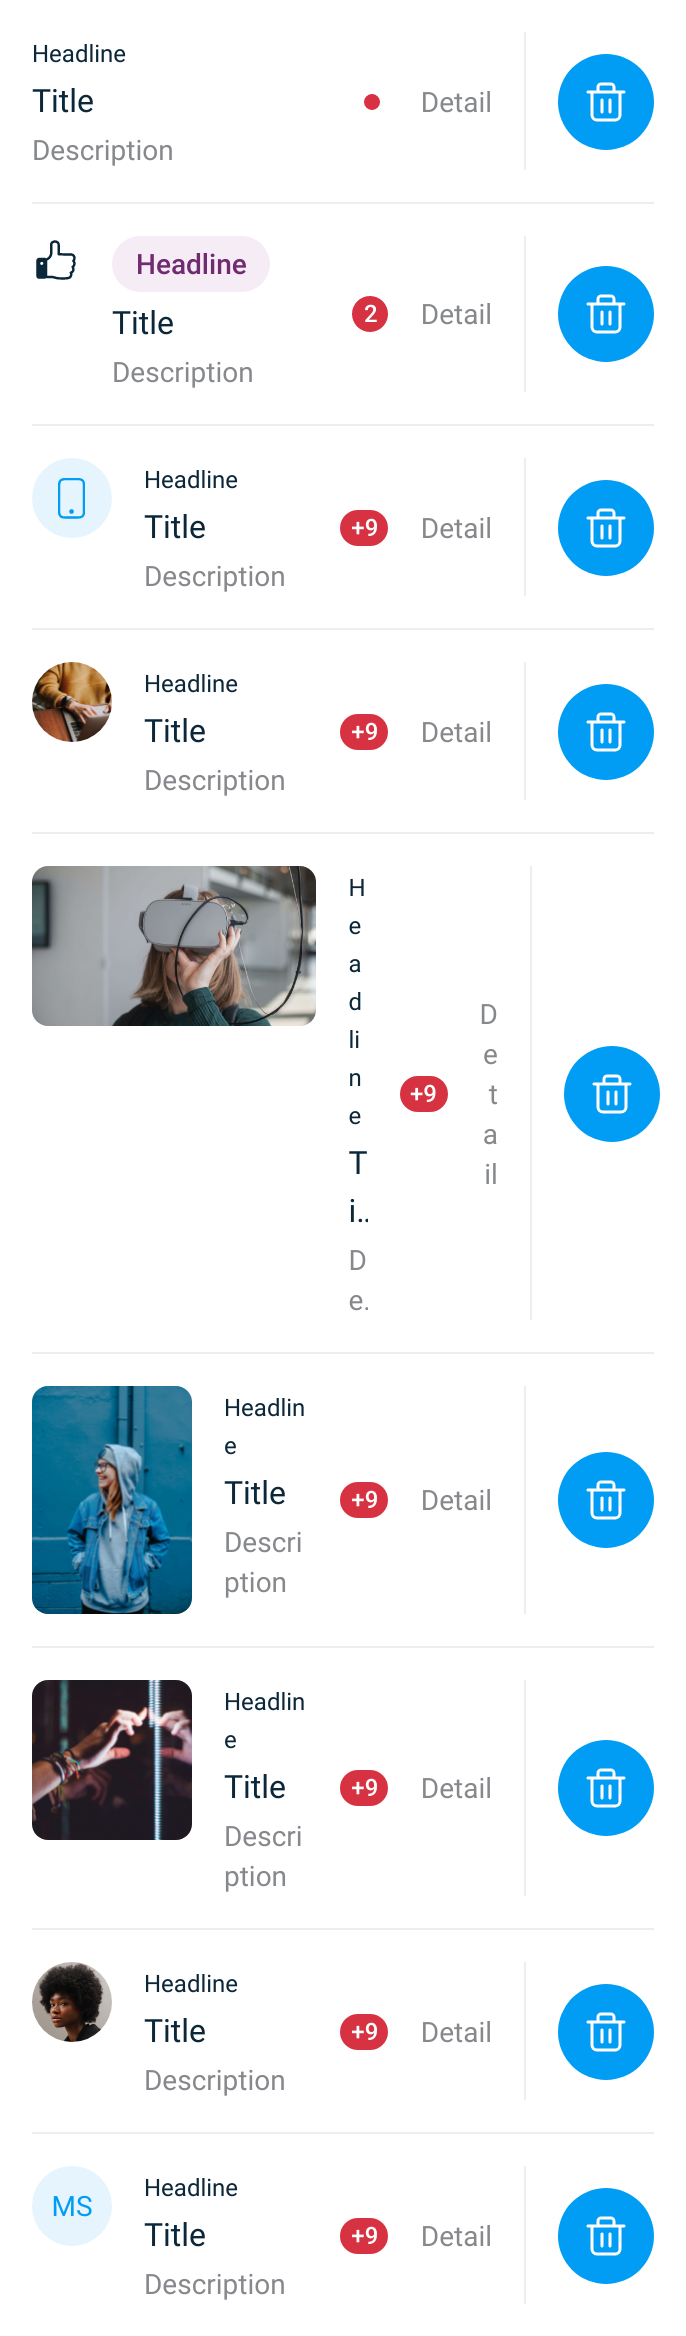 Headline
Title
Detail
Description
Headline
Title
2
Detail
Description
Headline
Title
+9
Detail
Description
Headline
Title
+9
Detail
Description
H
e
a
d
li
n
e
T
i..
D
e.
+9
D
e
t
a
il
Headlin
e
Title
Descri
ption
+9
Detail
Headlin
e
Title
Descri
ption
+9
Detail
Headline
Title
+9
Detail
Description
MS
Headline
Title
+9
Detail
Description